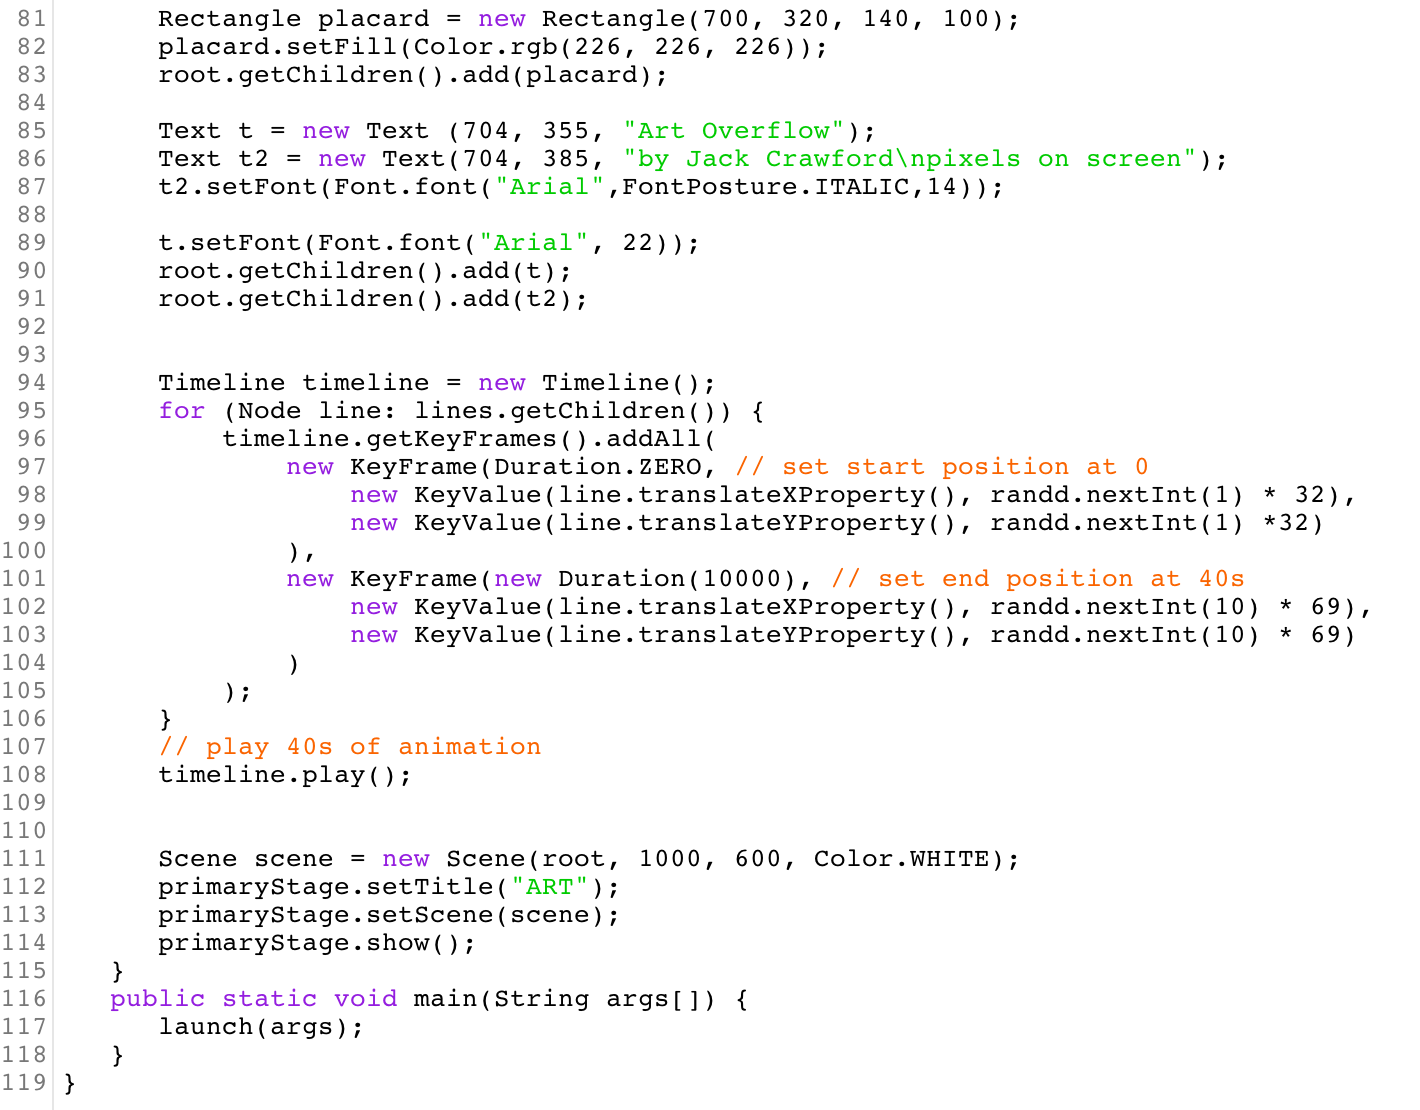 81 Rectangle placard = new Rectangle(700, 320, 140, 100);
82 placard.setFill(Color.rgb(226, 226, 226));
83 root.getChildren().add(placard);
84
85 Text t = new Text (704, 355, "Art Overflow");
86 Text t2 = new Text(704, 385, "by Jack Crawford\npixels on screen");
87 t2.setFont(Font.font("Arial",FontPosture.ITALIC,14));
88
89 t.setFont(Font.font("Arial", 22));
90 root.getChildren().add(t);
91 root.getChildren().add(t2);
92
93
94 Timeline timeline = new Timeline();
95 for (Node line: lines.getChildren()) {
96 timeline.getKeyFrames().addAll(
97 new KeyFrame(Duration.ZERO, // set start position at 0
98 new KeyValue(line.translateXProperty(), randd.nextInt(1) * 32),
99 new KeyValue(line.translateYProperty(), randd.nextInt(1) *32)
100 ),
101 new KeyFrame(new Duration(10000), // set end position at 40s
102 new KeyValue(line.translateXProperty(), randd.nextInt(10) * 69),
103 new KeyValue(line.translateYProperty(), randd.nextInt(10) * 69)
104 )
105 );
106 }
107 // play 40s of animation
108 timeline.play();
109
110
111 Scene scene = new Scene(root, 1000, 600, Color.WHITE);
112 primaryStage.setTitle("ART");
113 primaryStage.setScene(scene);
114 primaryStage.show();
115 }
116 public static void main(String args[]) {
117 launch(args);
118 }
119 }